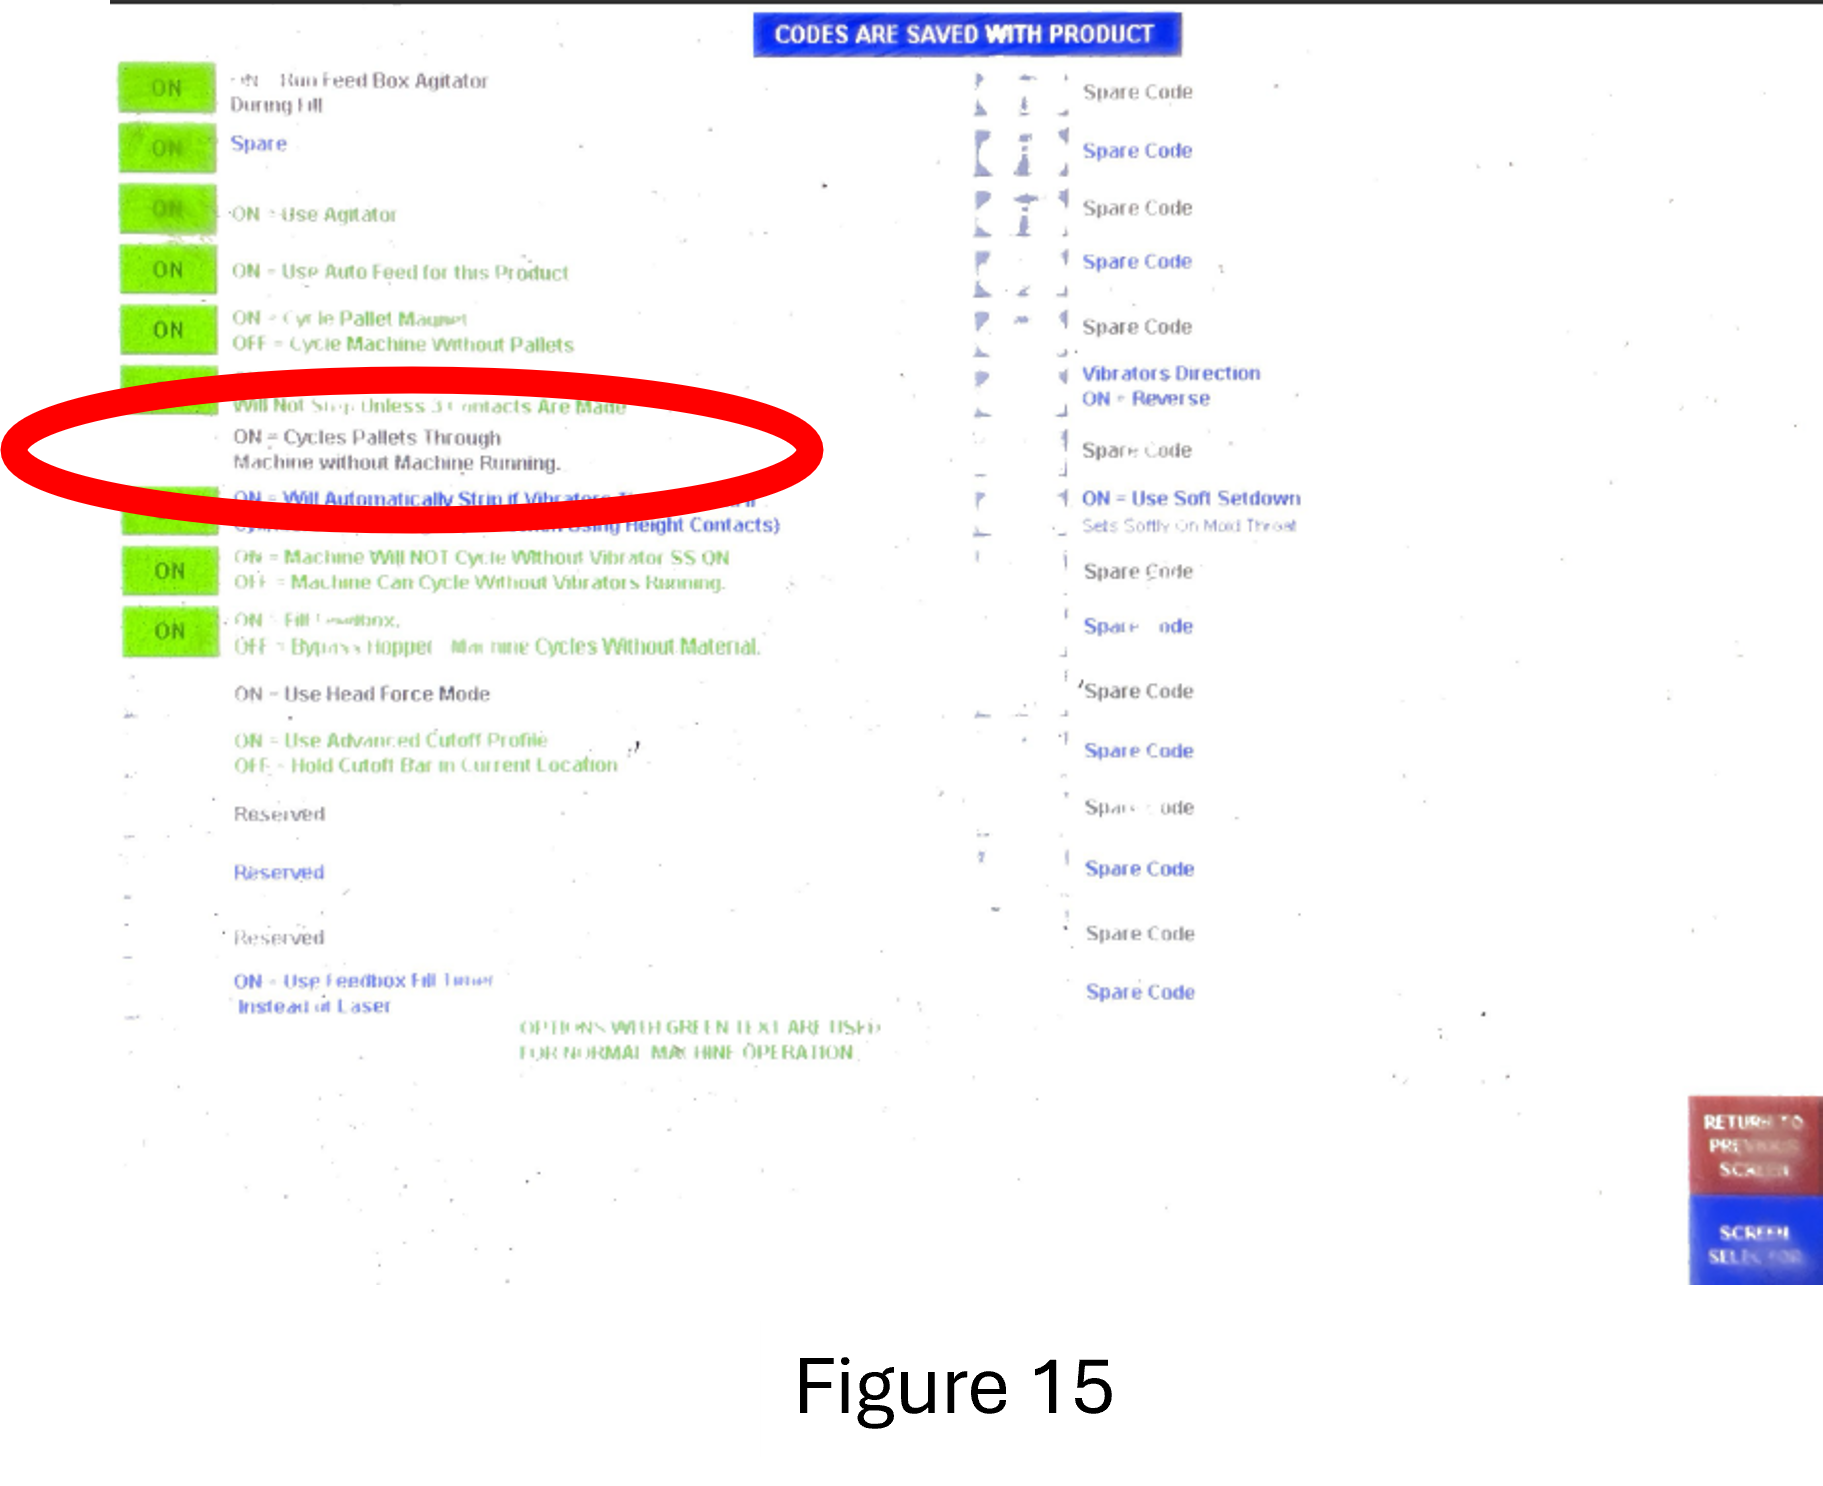 CODES ARE SAVED WITH PRODUCT
ON
Run Feed Box Agitator
During Fill
ON
Spare
ON
ON - Use Agitator
ON
ON - Use Auto Feed for this Product
ON
ON - Cycle Pallet Magnet
OFF = Cycle Machine Without Pallets
Will Not Stop Unless 3 Contacts Are Made
ON = Cycles Pallets Through
Machine without Machine Running.
ON = Will Automatically Strip if Vibrators
Using Height Contacts)
ON
ON = Machine Will NOT Cycle Without Vibrator SS ON
OFF = Machine Can Cycle Without Vibrators Running.
ON
ON - Fill
OFF - Bypass Hopper Machine Cycles Without Material.
ON - Use Head Force Mode
ON - Use Advanced Cutoff Profile
OFF - Hold Cutoff Bar in Current Location
Reserved
Reserved
Reserved
ON - Use Feedbox Fill Timer
Instead of Laser
Spare Code
Spare Code
Spare Code
Spare Code
Spare Code
Vibrators Direction
ON - Reverse
Spare Code
ON = Use Soft Setdown
Sets Softly On Mold Throat
Spare Code
Spare Code
Spare Code
Spare Code
Spare Code
Spare Code
Spare Code
Spare Code
OPTIONS WITH GREEN TEXT ARE USED
FOR NORMAL MACHINE OPERATION
RETURN TO
PREVIOUS
SCREEN
SCREEN
SELECTOR
Figure 15